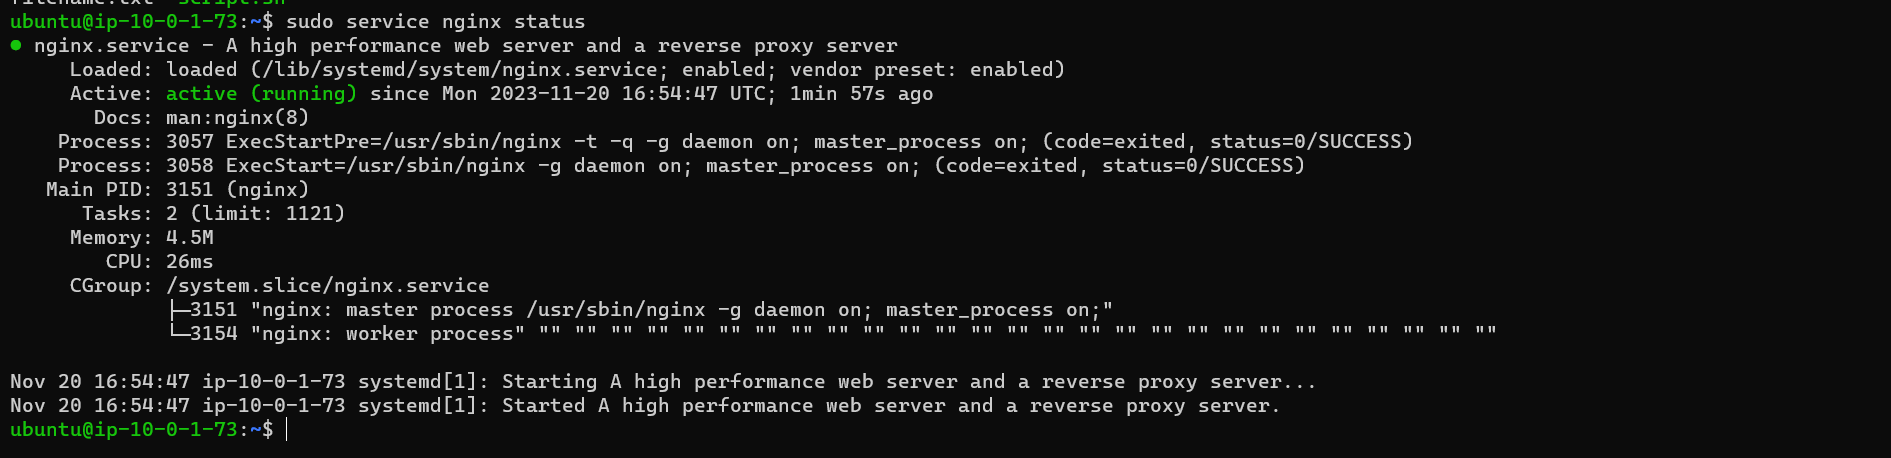 filename.txt script.sh
ubuntu@ip-10-0-1-73:~$ sudo service nginx status
● nginx.service - A high performance web server and a reverse proxy server
     Loaded: loaded (/lib/systemd/system/nginx.service; enabled; vendor preset: enabled)
     Active: active (running) since Mon 2023-11-20 16:54:47 UTC; 1min 57s ago
       Docs: man:nginx(8)
    Process: 3057 ExecStartPre=/usr/sbin/nginx -t -q -g daemon on; master_process on; (code=exited, status=0/SUCCESS)
    Process: 3058 ExecStart=/usr/sbin/nginx -g daemon on; master_process on; (code=exited, status=0/SUCCESS)
   Main PID: 3151 (nginx)
      Tasks: 2 (limit: 1121)
     Memory: 4.5M
        CPU: 26ms
     CGroup: /system.slice/nginx.service
             ├─3151 "nginx: master process /usr/sbin/nginx -g daemon on; master_process on;"
             └─3154 "nginx: worker process" "" "" "" "" "" "" "" "" "" "" "" "" "" "" "" "" "" "" "" "" "" "" "" "" "" "" ""

Nov 20 16:54:47 ip-10-0-1-73 systemd[1]: Starting A high performance web server and a reverse proxy server...
Nov 20 16:54:47 ip-10-0-1-73 systemd[1]: Started A high performance web server and a reverse proxy server.
ubuntu@ip-10-0-1-73:~$